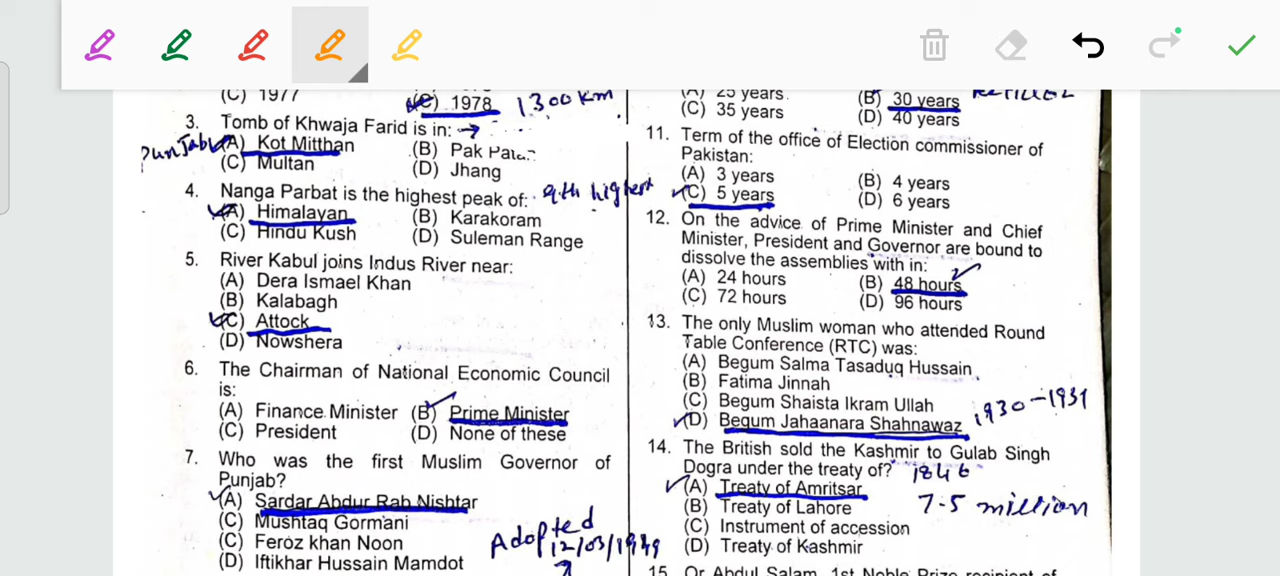 (C) 1977
(C) 1978 1300 km
3. Tomb of Khwaja Farid is in:
Punjab (A) Kot Mitthan
(B) Pak
(C) Multan
(D) Jhang
4. Nanga Parbat is the highest peak of: 9th highest
(A) Himalayan
(B) Karakoram
(C) Hindu Kush
(D) Suleman Range
5. River Kabul joins Indus River near:
(A) Dera Ismael Khan
(B) Kalabagh
(C) Attock
(D) Nowshera
6. The Chairman of National Economic Council
is:
(A) Finance Minister (B) Prime Minister
(C) President (D) None of these
7. Who was the first Muslim Governor of
Punjab?
(A) Sardar Abdur Rab Nishtar
(C) Mushtaq Gormani
(C) Feroz khan Noon
(D) Iftikhar Hussain Mamdot
Adopted
12/03/1949
(A) 25 years
(B) 30 years
(C) 35 years
(D) 40 years
11. Term of the office of Election commissioner of
Pakistan:
(A) 3 years
(B) 4 years
(C) 5 years
(D) 6 years
12. On the advice of Prime Minister and Chief
Minister, President and Governor are bound to
dissolve the assemblies with in:
(A) 24 hours
(B) 48 hours
(C) 72 hours
(D) 96 hours
13. The only Muslim woman who attended Round
Table Conference (RTC) was:
(A) Begum Salma Tasaduq Hussain
(B) Fatima Jinnah
(C) Begum Shaista Ikram Ullah
(D) Begum Jahaanara Shahnawaz 1930-1931
14. The British sold the Kashmir to Gulab Singh
Dogra under the treaty of? 1846
(A) Treaty of Amritsar
7.5 million
(B) Treaty of Lahore
(C) Instrument of accession
(D) Treaty of Kashmir
15. Or Abdul Salam, 1st Noble Prize recipient of